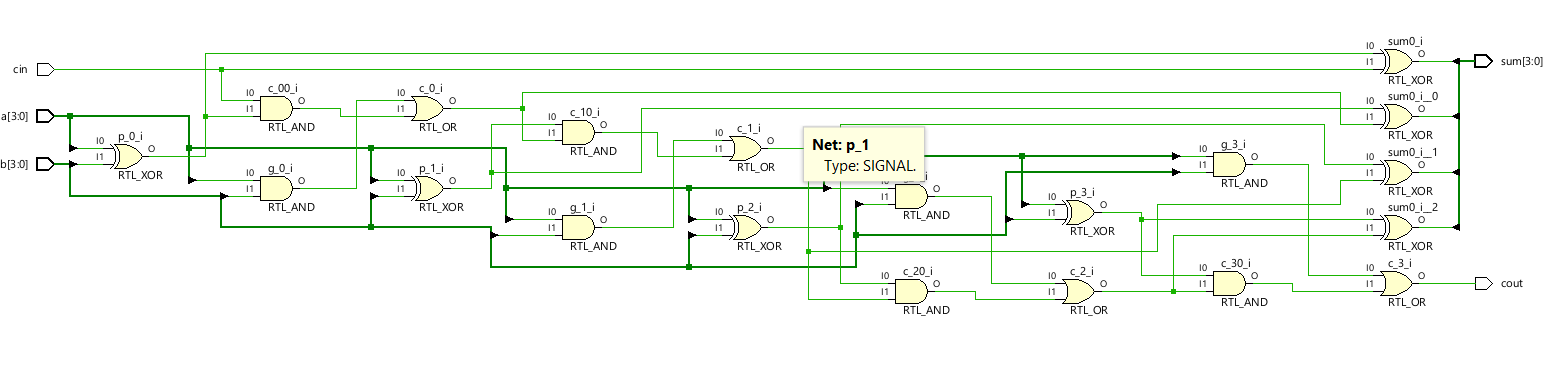 cin
a[3:0]
b[3:0]
I0
I1
O
p_0_i
RTL_XOR
I0
I1
O
c_00_i
RTL_AND
I0
I1
O
g_0_i
RTL_AND
I0
I1
O
c_0_i
RTL_OR
I0
I1
O
p_1_i
RTL_XOR
I0
I1
O
c_10_i
RTL_AND
I0
I1
O
g_1_i
RTL_AND
I0
I1
O
c_1_i
RTL_OR
I0
I1
O
p_2_i
RTL_XOR
Net: p_1
Type: SIGNAL.
I0
I1
O
RTL_AND
I0
I1
O
c_20_i
RTL_AND
I0
I1
O
p_3_i
RTL_XOR
I0
I1
O
c_2_i
RTL_OR
I0
I1
O
g_3_i
RTL_AND
I0
I1
O
c_30_i
RTL_AND
I0
I1
O
sum0_i
RTL_XOR
I0
I1
O
sum0_i__0
RTL_XOR
I0
I1
O
sum0_i__1
RTL_XOR
I0
I1
O
sum0_i__2
RTL_XOR
I0
I1
O
c_3_i
RTL_OR
sum[3:0]
cout